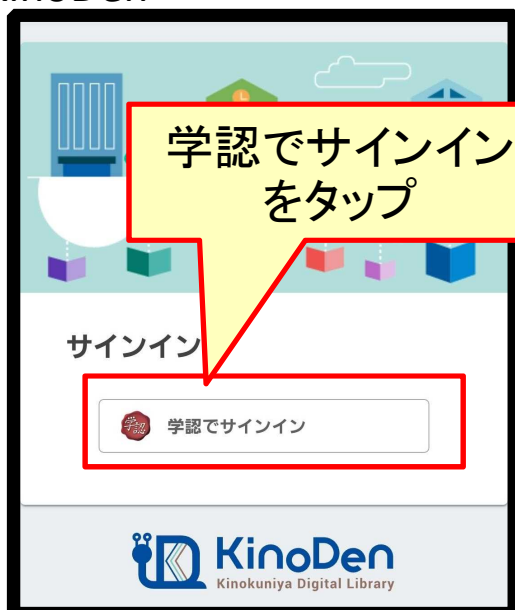 KinoDen
学認でサインイン
をタップ
サインイン
学認 学認でサインイン
KinoDen
Kinokuniya Digital Library